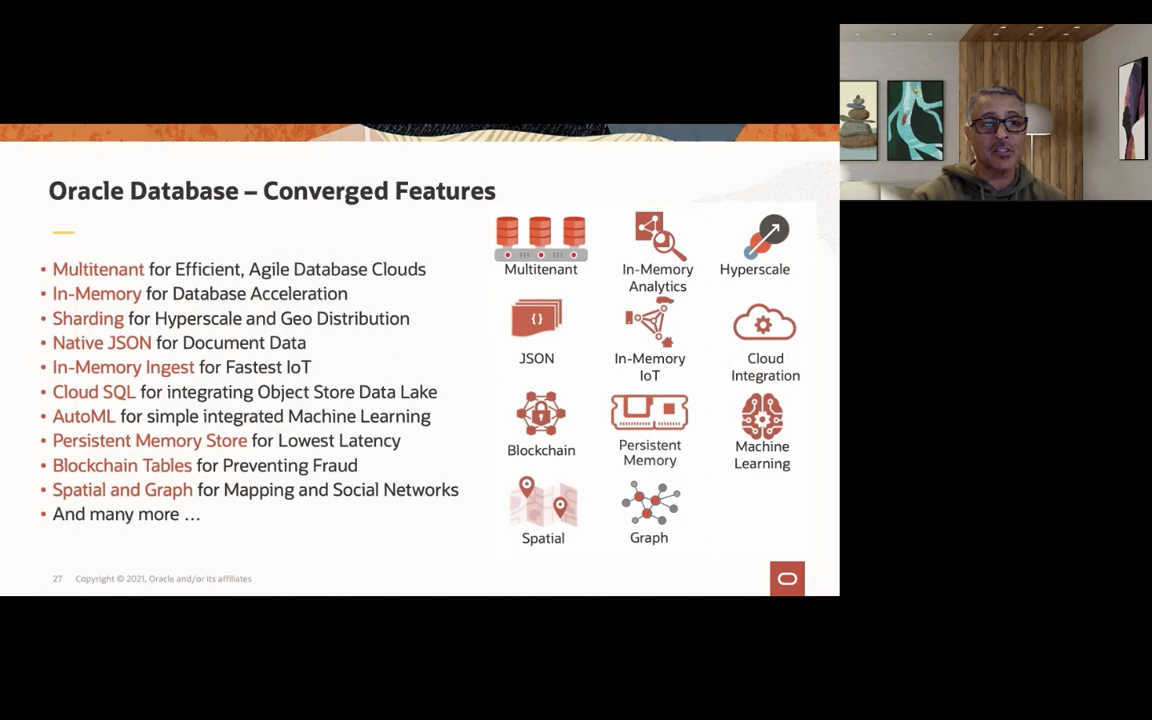 Oracle Database – Converged Features
• Multitenant for Efficient, Agile Database Clouds
• In-Memory for Database Acceleration
• Sharding for Hyperscale and Geo Distribution
• Native JSON for Document Data
• In-Memory Ingest for Fastest IoT
• Cloud SQL for integrating Object Store Data Lake
• AutoML for simple integrated Machine Learning
• Persistent Memory Store for Lowest Latency
• Blockchain Tables for Preventing Fraud
• Spatial and Graph for Mapping and Social Networks
• And many more ...
Multitenant
In-Memory
Analytics
Hyperscale
{ }
JSON
In-Memory
IoT
Cloud
Integration
Blockchain
Persistent
Memory
Machine
Learning
Spatial
Graph
27 Copyright © 2021, Oracle and/or its affiliates